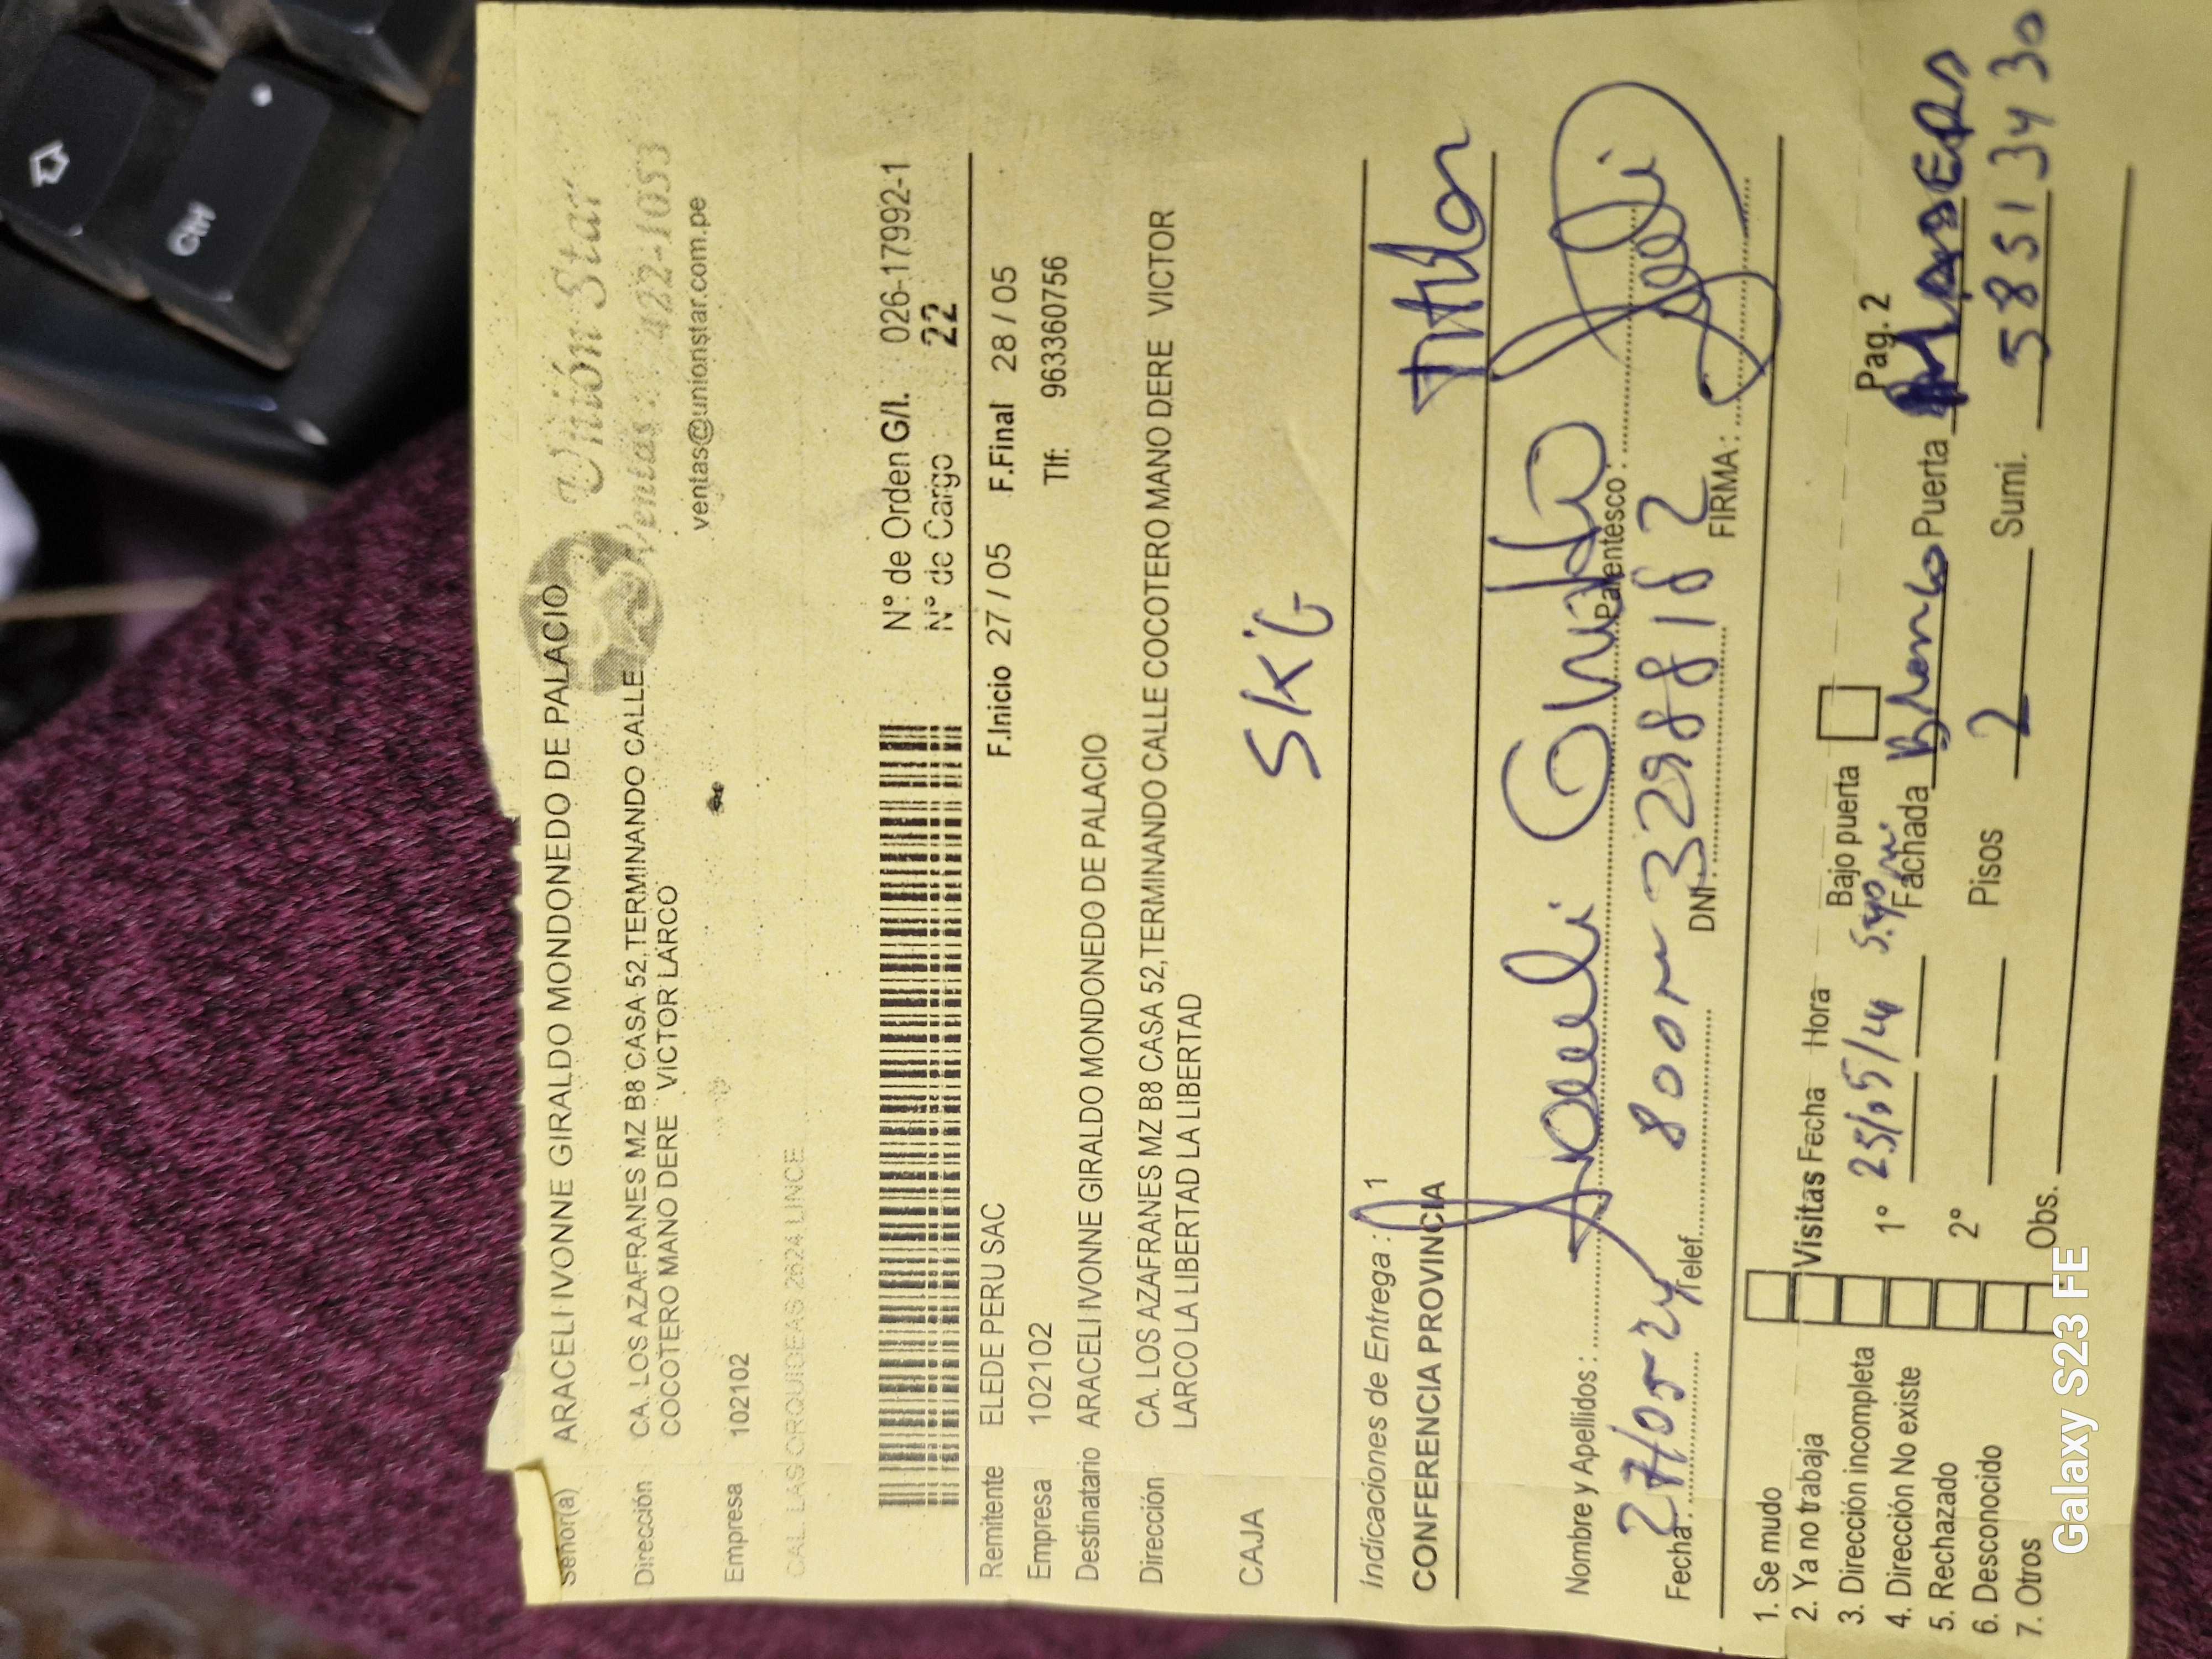 Señor(a) ARACELI IVONNE GIRALDO MONDONEDO DE PALACIO
Unión Star
Ventas: 422-1053
ventas@unionstar.com.pe
Dirección CA. LOS AZAFRANES MZ B8 CASA 52,TERMINANDO CALLE
COCOTERO MANO DERE VICTOR LARCO
Empresa 102102
CAL. LAS ORQUIDEAS 2624 LINCE
N°. de Orden G/I. 026-17992-1
N° de Cargo 22
Remitente ELEDE PERU SAC F.Inicio 27 / 05 F.Final 28 / 05
Empresa 102102 Tlf: 963360756
Destinatario ARACELI IVONNE GIRALDO MONDONEDO DE PALACIO
Dirección CA. LOS AZAFRANES MZ B8 CASA 52,TERMINANDO CALLE COCOTERO MANO DERE VICTOR
LARCO LA LIBERTAD LA LIBERTAD
CAJA
5KG
Indicaciones de Entrega : 1
CONFERENCIA PROVINCIA
Nombre y Apellidos : Parentesco :
Fecha : 27/05-24 Telef. DNI : 32988182 FIRMA :
1. Se mudo
2. Ya no trabaja
3. Dirección incompleta
4. Dirección No existe
5. Rechazado
6. Desconocido
7. Otros
Visitas Fecha Hora Bajo puerta Pag. 2
1° 25/05/24 5:40 Fachada Blanco Puerta MADERA
2° Pisos 2 Sumi. 58513430
Obs.
Galaxy S23 FE